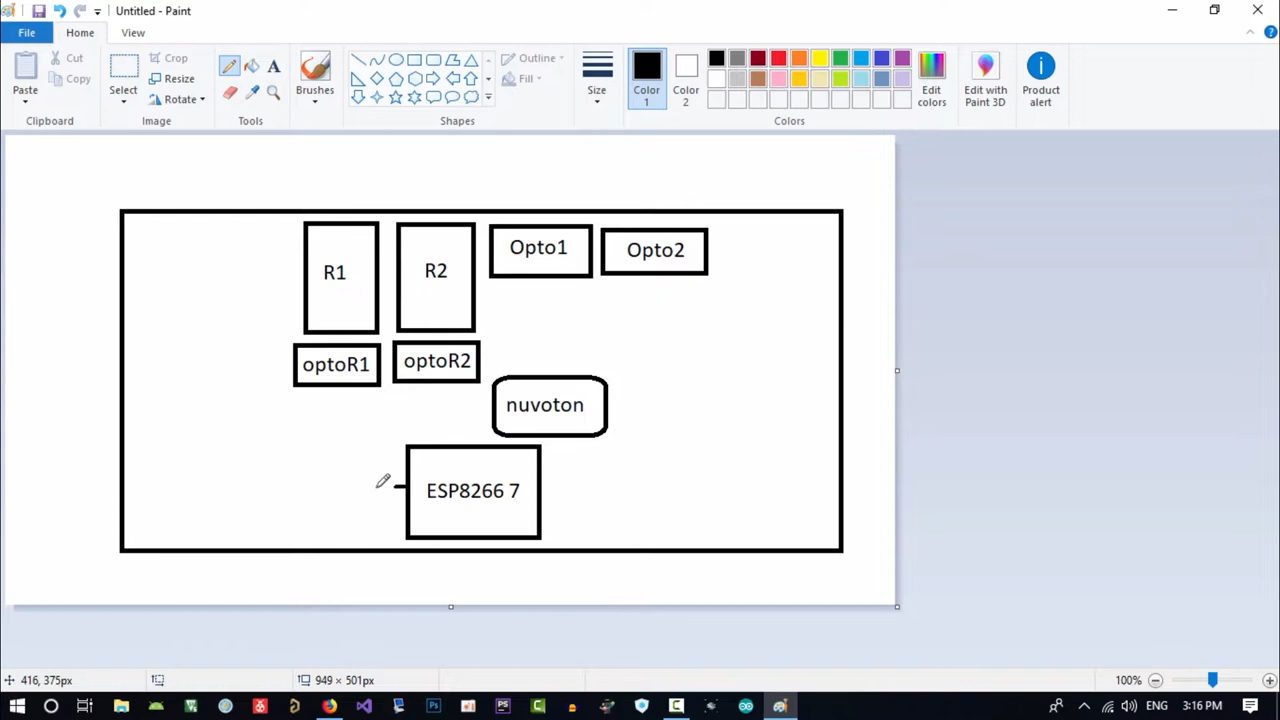 Untitled - Paint
File
Home
View
Paste
Cut
Copy
Clipboard
Select
Crop
Resize
Rotate
Image
Tools
Brushes
Outline
Fill
Shapes
Size
Color 1
Color 2
Edit colors
Colors
Edit with Paint 3D
Product alert
R1
R2
Opto1
Opto2
optoR1
optoR2
nuvoton
ESP8266 7
416, 375px
949 × 501px
100%
ENG
3:16 PM